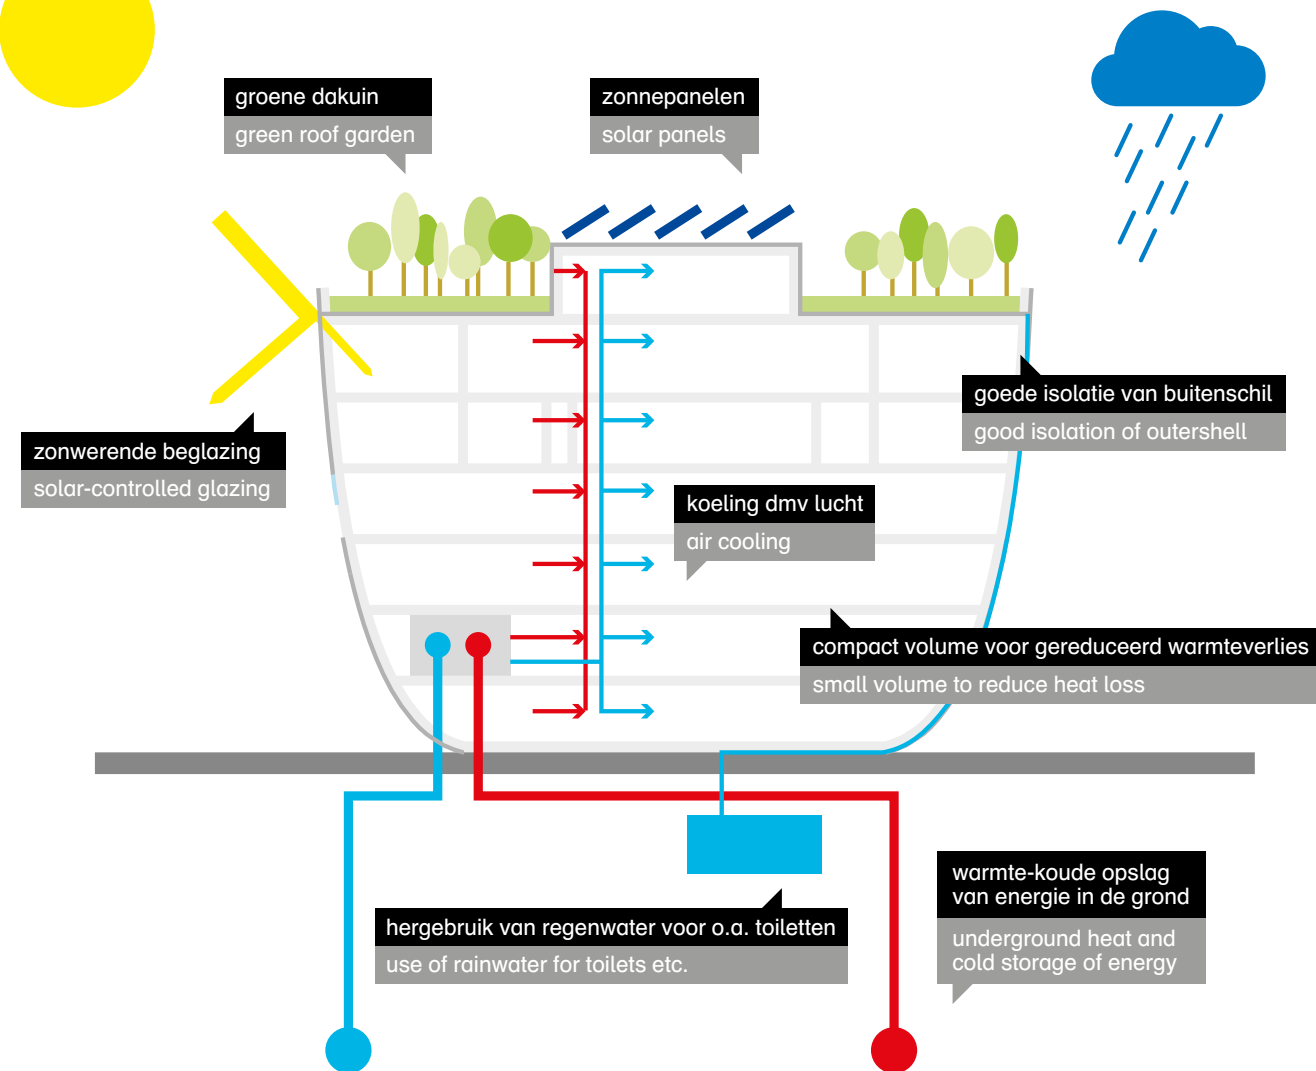 groene dakuin
green roof garden
zonnepanelen
solar panels
goede isolatie van buitenschil
good isolation of outershell
zonwerende beglazing
solar-controlled glazing
koeling dmv lucht
air cooling
compact volume voor gereduceerd warmteverlies
small volume to reduce heat loss
warmte-koude opslag
van energie in de grond
underground heat and
cold storage of energy
hergebruik van regenwater voor o.a. toiletten
use of rainwater for toilets etc.